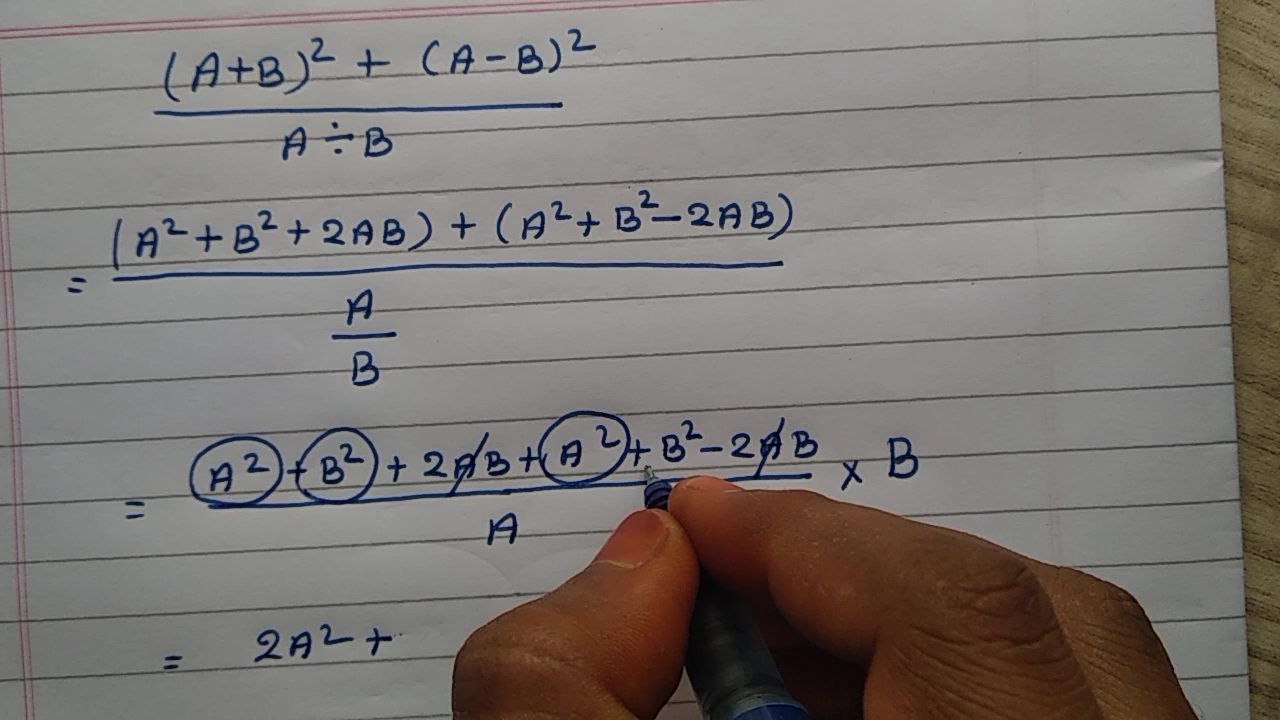 (A+B)² + (A-B)²
A ÷ B
(A² + B² + 2AB) + (A² + B² - 2AB)
=
A
B
= A² + B² + 2AB + A² + B² - 2AB × B
A
= 2A² +